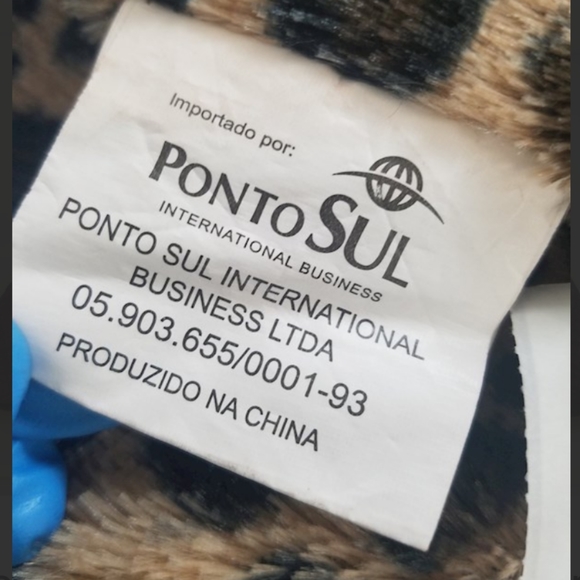 Importado por:
PONTO SUL
INTERNATIONAL BUSINESS
PONTO SUL INTERNATIONAL
BUSINESS LTDA
05.903.655/0001-93
PRODUZIDO NA CHINA